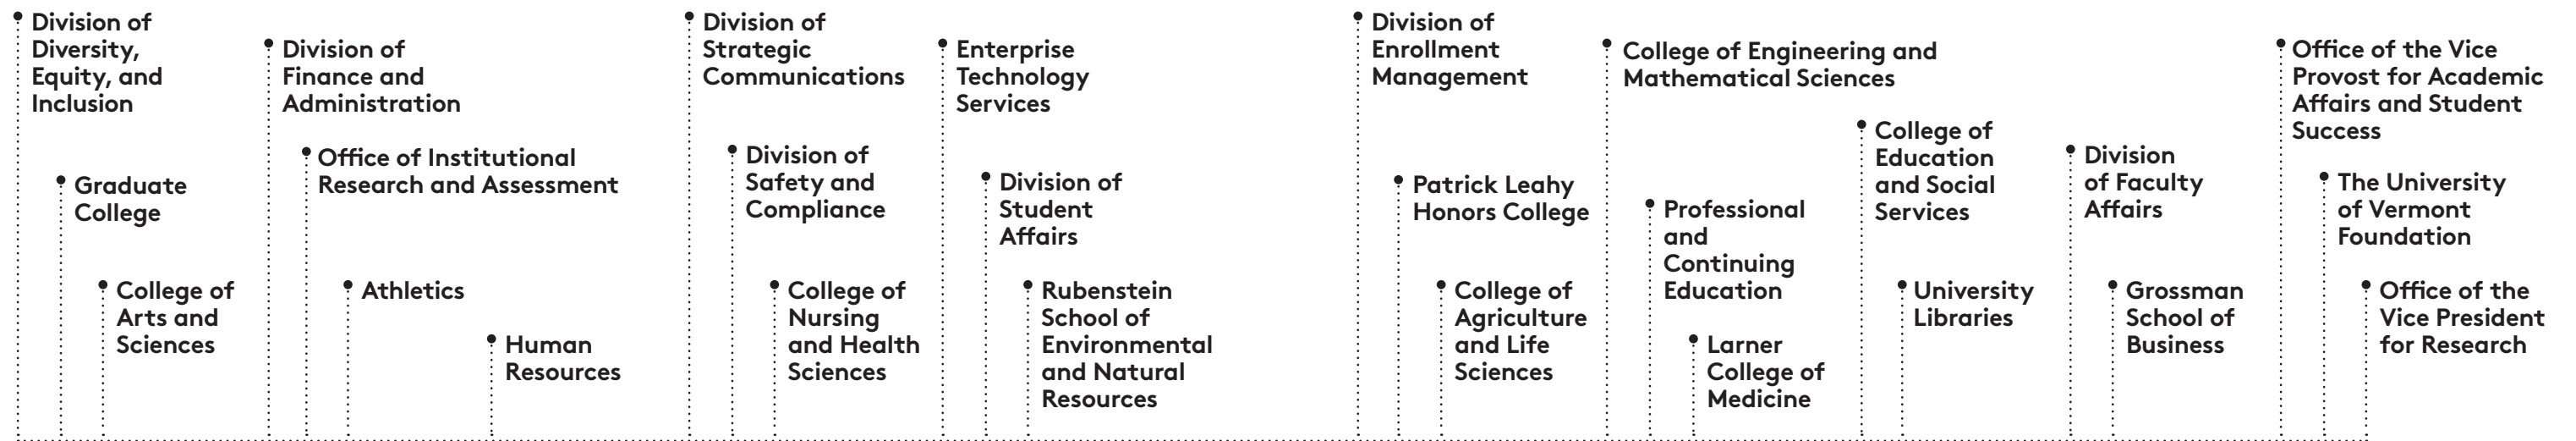 Division of
Diversity,
Equity, and
Inclusion
Graduate
College
College of
Arts and
Sciences
Division of
Finance and
Administration
Office of Institutional
Research and Assessment
Athletics
Human
Resources
Division of
Strategic
Communications
Division of
Safety and
Compliance
College of
Nursing
and Health
Sciences
Enterprise
Technology
Services
Division of
Student
Affairs
Rubenstein
School of
Environmental
and Natural
Resources
Division of
Enrollment
Management
Patrick Leahy
Honors College
College of
Agriculture
and Life
Sciences
College of Engineering and
Mathematical Sciences
Professional
and
Continuing
Education
Larner
College of
Medicine
College of
Education
and Social
Services
University
Libraries
Division
of Faculty
Affairs
Grossman
School of
Business
Office of the Vice
Provost for Academic
Affairs and Student
Success
The University
of Vermont
Foundation
Office of the
Vice President
for Research